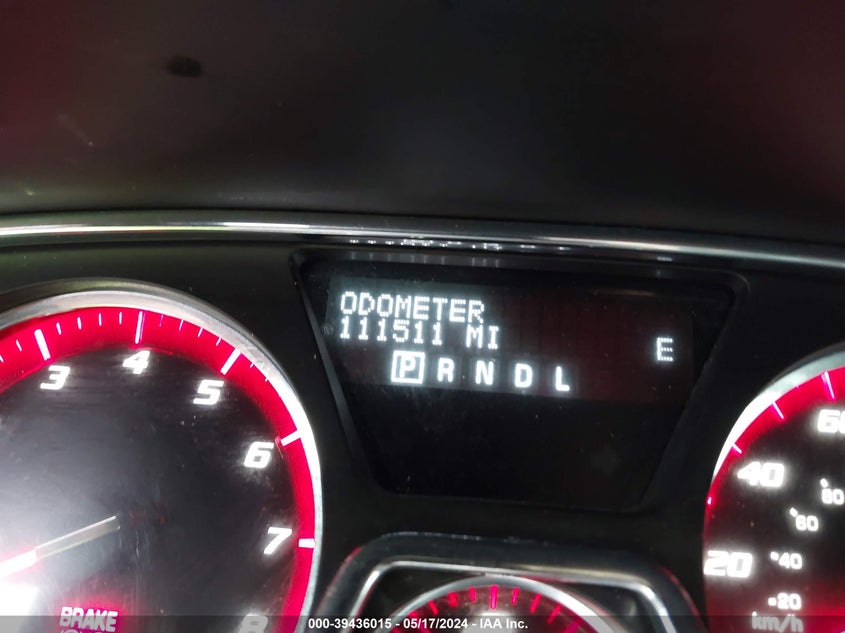 ODOMETER
111511 MI
E
P R N D L
3 4 5 6 7 8
BRAKE
20 40 60
20 40 60 80
km/h
000-39436015 - 05/17/2024 - IAA Inc.